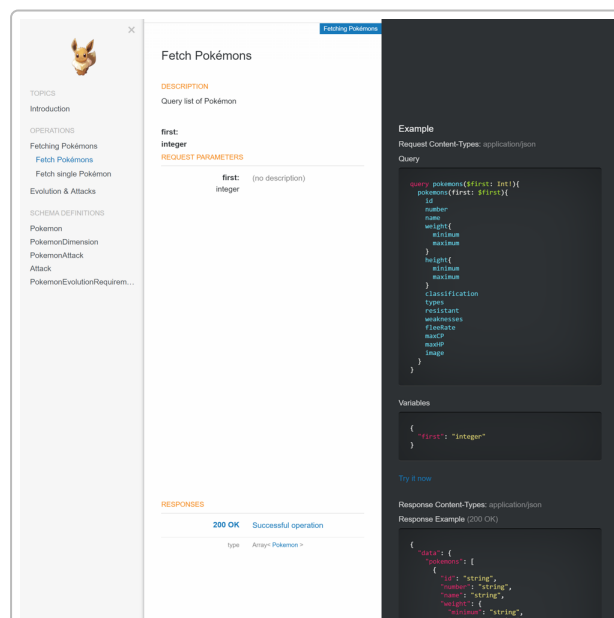 ×
TOPICS
Introduction
OPERATIONS
Fetching Pokémons
Fetch Pokémons
Fetch single Pokémon
Evolution & Attacks
SCHEMA DEFINITIONS
Pokemon
PokemonDimension
PokemonAttack
Attack
PokemonEvolutionRequirem...
Fetching Pokémons
Fetch Pokémons
DESCRIPTION
Query list of Pokémon
first:
integer
REQUEST PARAMETERS
first: (no description)
integer
RESPONSES
200 OK Successful operation
type Array< Pokemon >
Example
Request Content-Types: application/json
Query
query pokemons($first: Int!){
pokemons(first: $first){
id
number
name
weight{
minimum
maximum
}
height{
minimum
maximum
}
classification
types
resistant
weaknesses
fleeRate
maxCP
maxHP
image
}
}
Variables
{
"first": "integer"
}
Try it now
Response Content-Types: application/json
Response Example (200 OK)
{
"data": {
"pokemons": [
{
"id": "string",
"number": "string",
"name": "string",
"weight": {
"minimum": "string",